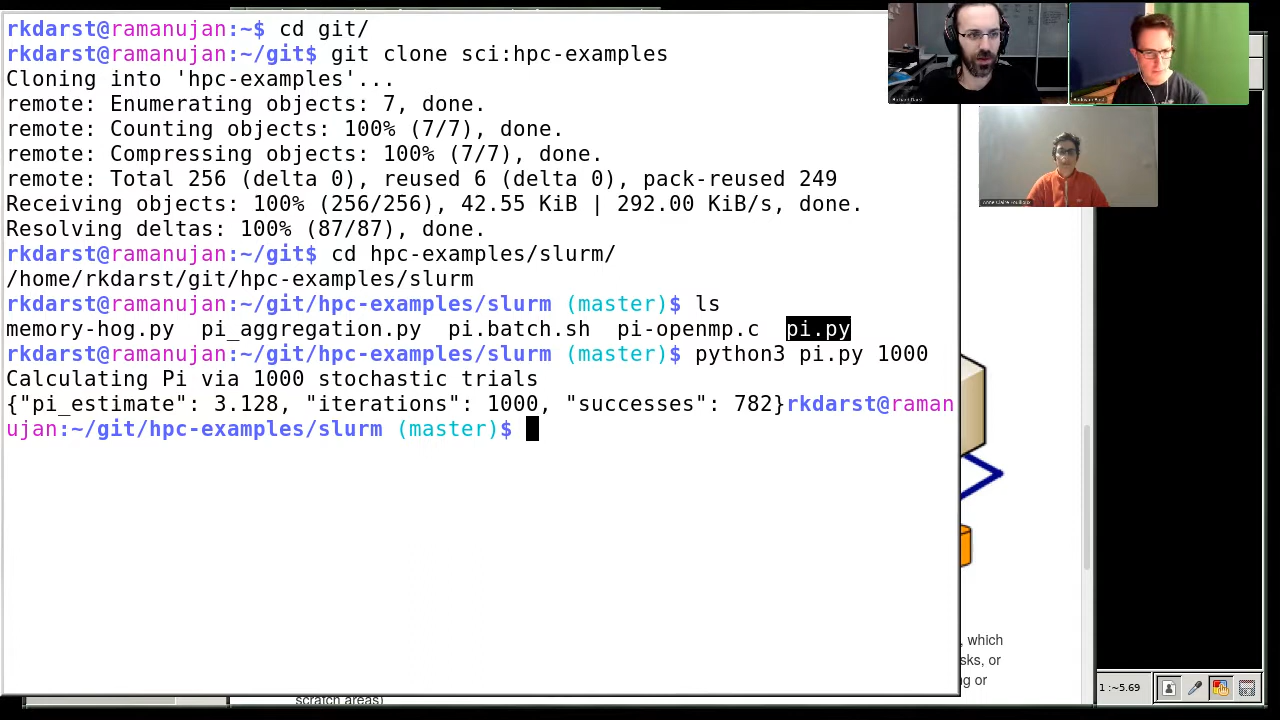 rkdarst@ramanujan:~$ cd git/
rkdarst@ramanujan:~/git$ git clone sci:hpc-examples
Cloning into 'hpc-examples'...
remote: Enumerating objects: 7, done.
remote: Counting objects: 100% (7/7), done.
remote: Compressing objects: 100% (7/7), done.
remote: Total 256 (delta 0), reused 6 (delta 0), pack-reused 249
Receiving objects: 100% (256/256), 42.55 KiB | 292.00 KiB/s, done.
Resolving deltas: 100% (87/87), done.
rkdarst@ramanujan:~/git$ cd hpc-examples/slurm/
/home/rkdarst/git/hpc-examples/slurm
rkdarst@ramanujan:~/git/hpc-examples/slurm (master)$ ls
memory-hog.py  pi_aggregation.py  pi.batch.sh  pi-openmp.c  pi.py
rkdarst@ramanujan:~/git/hpc-examples/slurm (master)$ python3 pi.py 1000
Calculating Pi via 1000 stochastic trials
{"pi_estimate": 3.128, "iterations": 1000, "successes": 782}rkdarst@raman
ujan:~/git/hpc-examples/slurm (master)$
, which
sks, or
ng or
scratch areas)
1 :~5.69